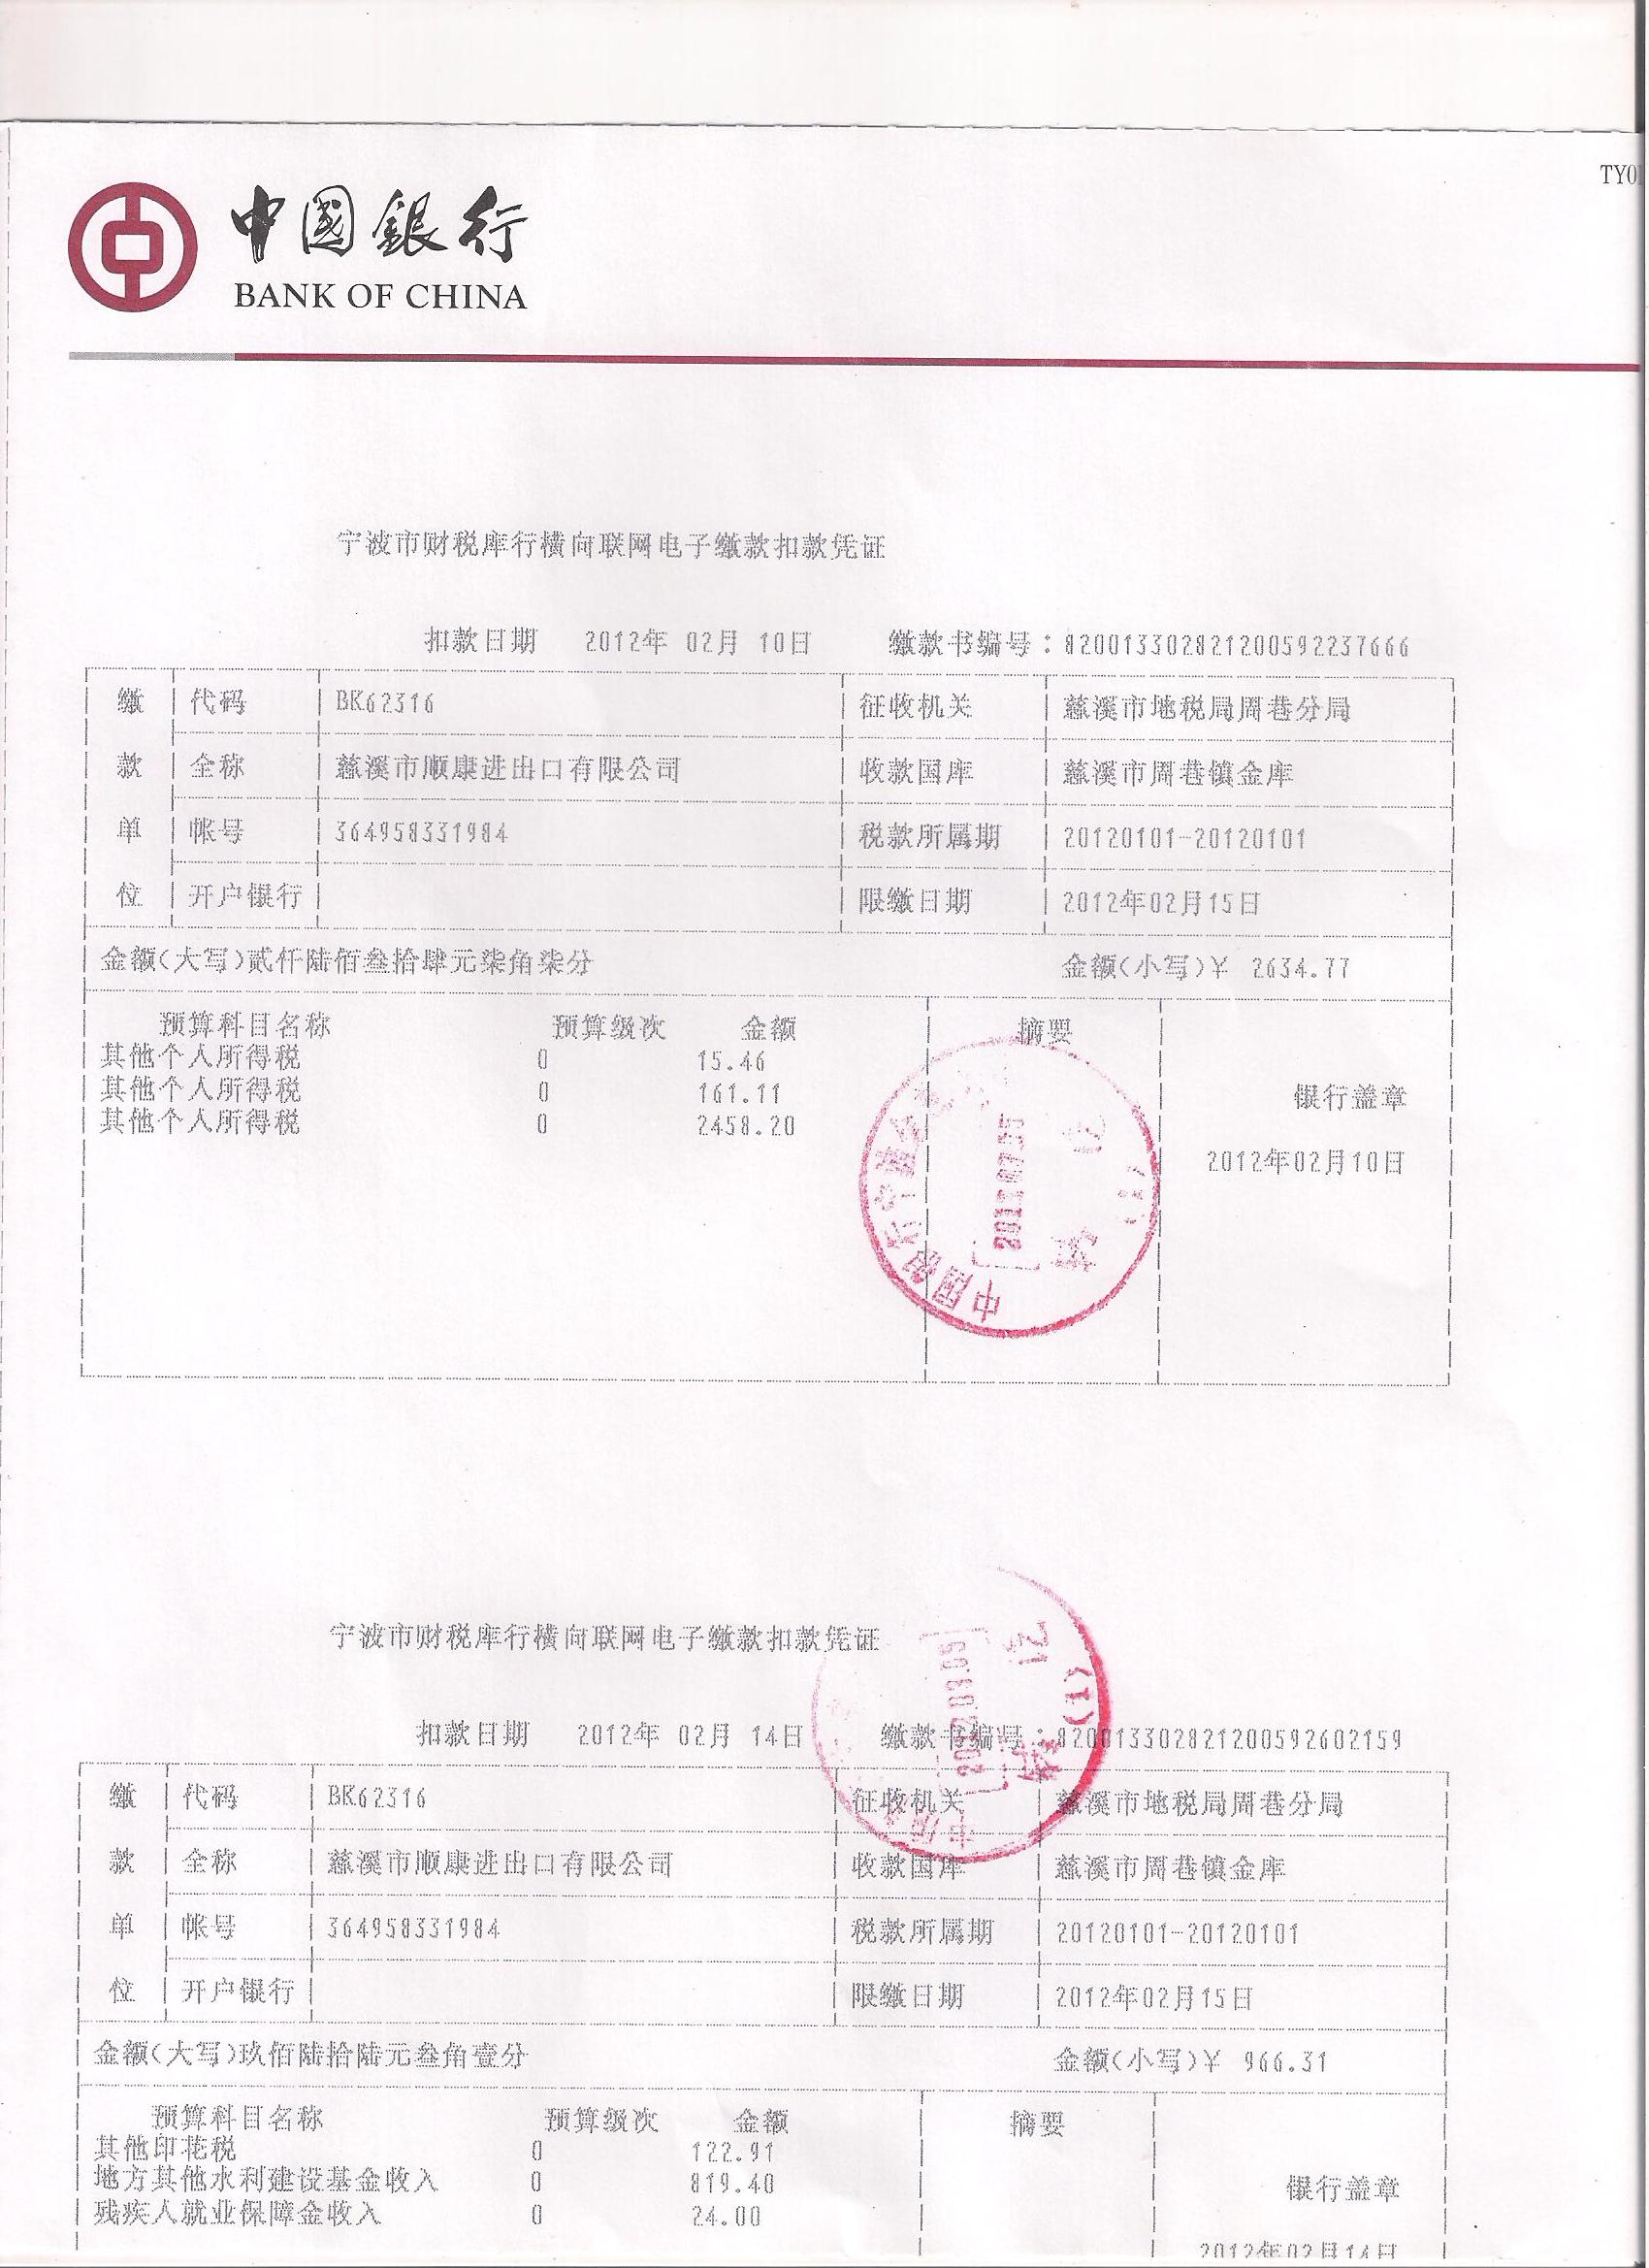 TY0
中國銀行
BANK OF CHINA
宁波市财税库行横向联网电子缴款扣款凭证
扣款日期 2012年 02月 10日 缴款书编号:82001330282120059223​7666
缴 代码 BK62316 征收机关 慈溪市地税局周巷分局
款 全称 慈溪市顺康进出口有限公司 收款国库 慈溪市周巷镇金库
单 帐号 364958331984 税款所属期 20120101-20120101
位 开户银行 限缴日期 2012年02月15日
金额(大写)贰仟陆佰叁拾肆元柒角柒分 金额(小写)¥ 2634.77
预算科目名称 预算级次 金额 摘要
其他个人所得税 0 15.46
其他个人所得税 0 161.11 银行盖章
其他个人所得税 0 2458.20
2012年02月10日
中国银行宁波
宁波市财税库行横向联网电子缴款扣款凭证
(1)
2012.03.09
扣款日期 2012年 02月 14日 缴款书编号:820013302821200592602159
缴 代码 BK62316 征收机关 慈溪市地税局周巷分局
款 全称 慈溪市顺康进出口有限公司 收款国库 慈溪市周巷镇金库
单 帐号 364958331984 税款所属期 20120101-20120101
位 开户银行 限缴日期 2012年02月15日
金额(大写)玖佰陆拾陆元叁角壹分 金额(小写)¥ 966.31
预算科目名称 预算级次 金额 摘要
其他印花税 0 122.91
地方其他水利建设基金收入 0 819.40 银行盖章
残疾人就业保障金收入 0 24.00
2012年02月14日